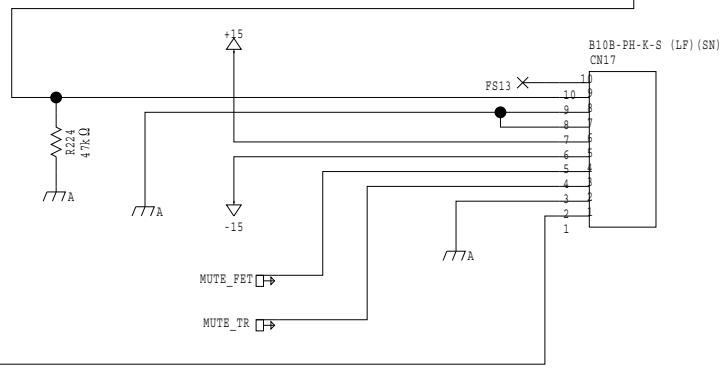 +15
B10B-PH-K-S (LF)(SN)
CN17
FS13
10
10
9
9
8
8
7
7
6
6
5
5
4
4
3
3
2
2
1
1
R224
47kΩ
A
A
-15
A
MUTE_FET
MUTE_TR